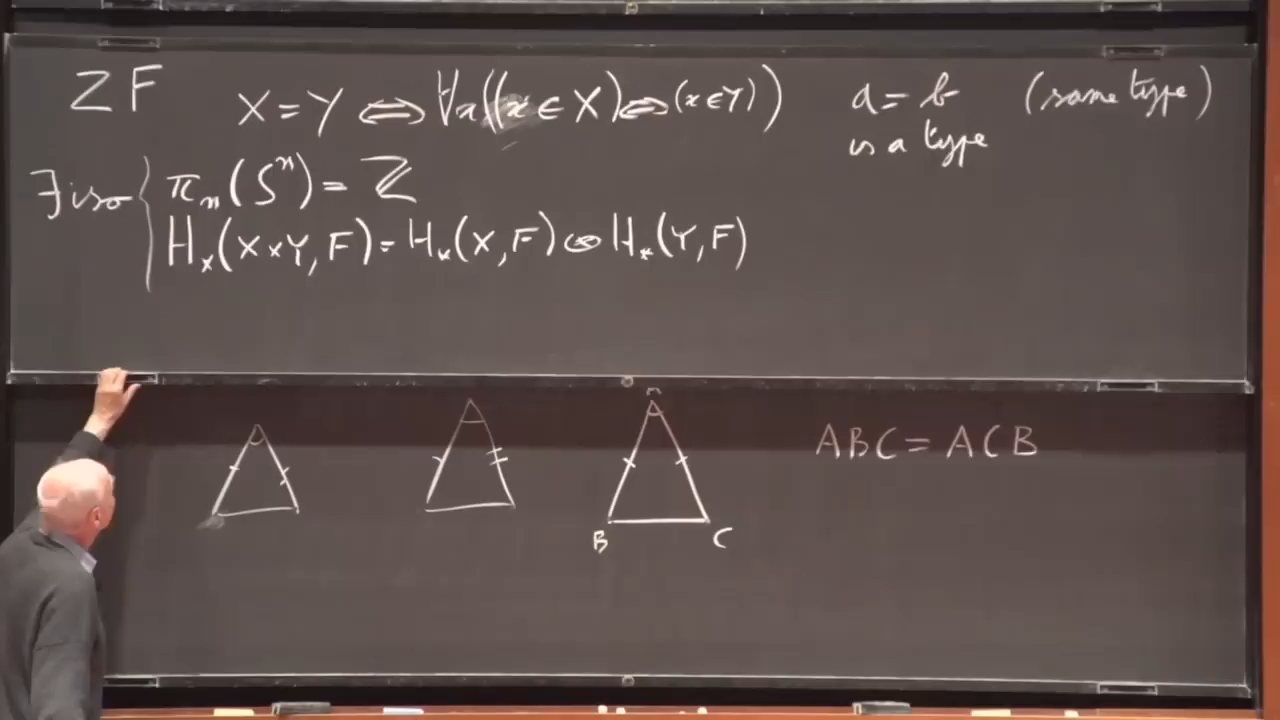 ZF X = Y ⇔ ∀x((x ∈ X) ⇔ (x ∈ Y)) a = b (same type)
is a type
∃ iso { πₙ(Sⁿ) = ℤ
H∗(X×Y, F) = H∗(X, F) ⊗ H∗(Y, F)
A
ABC = ACB
B C